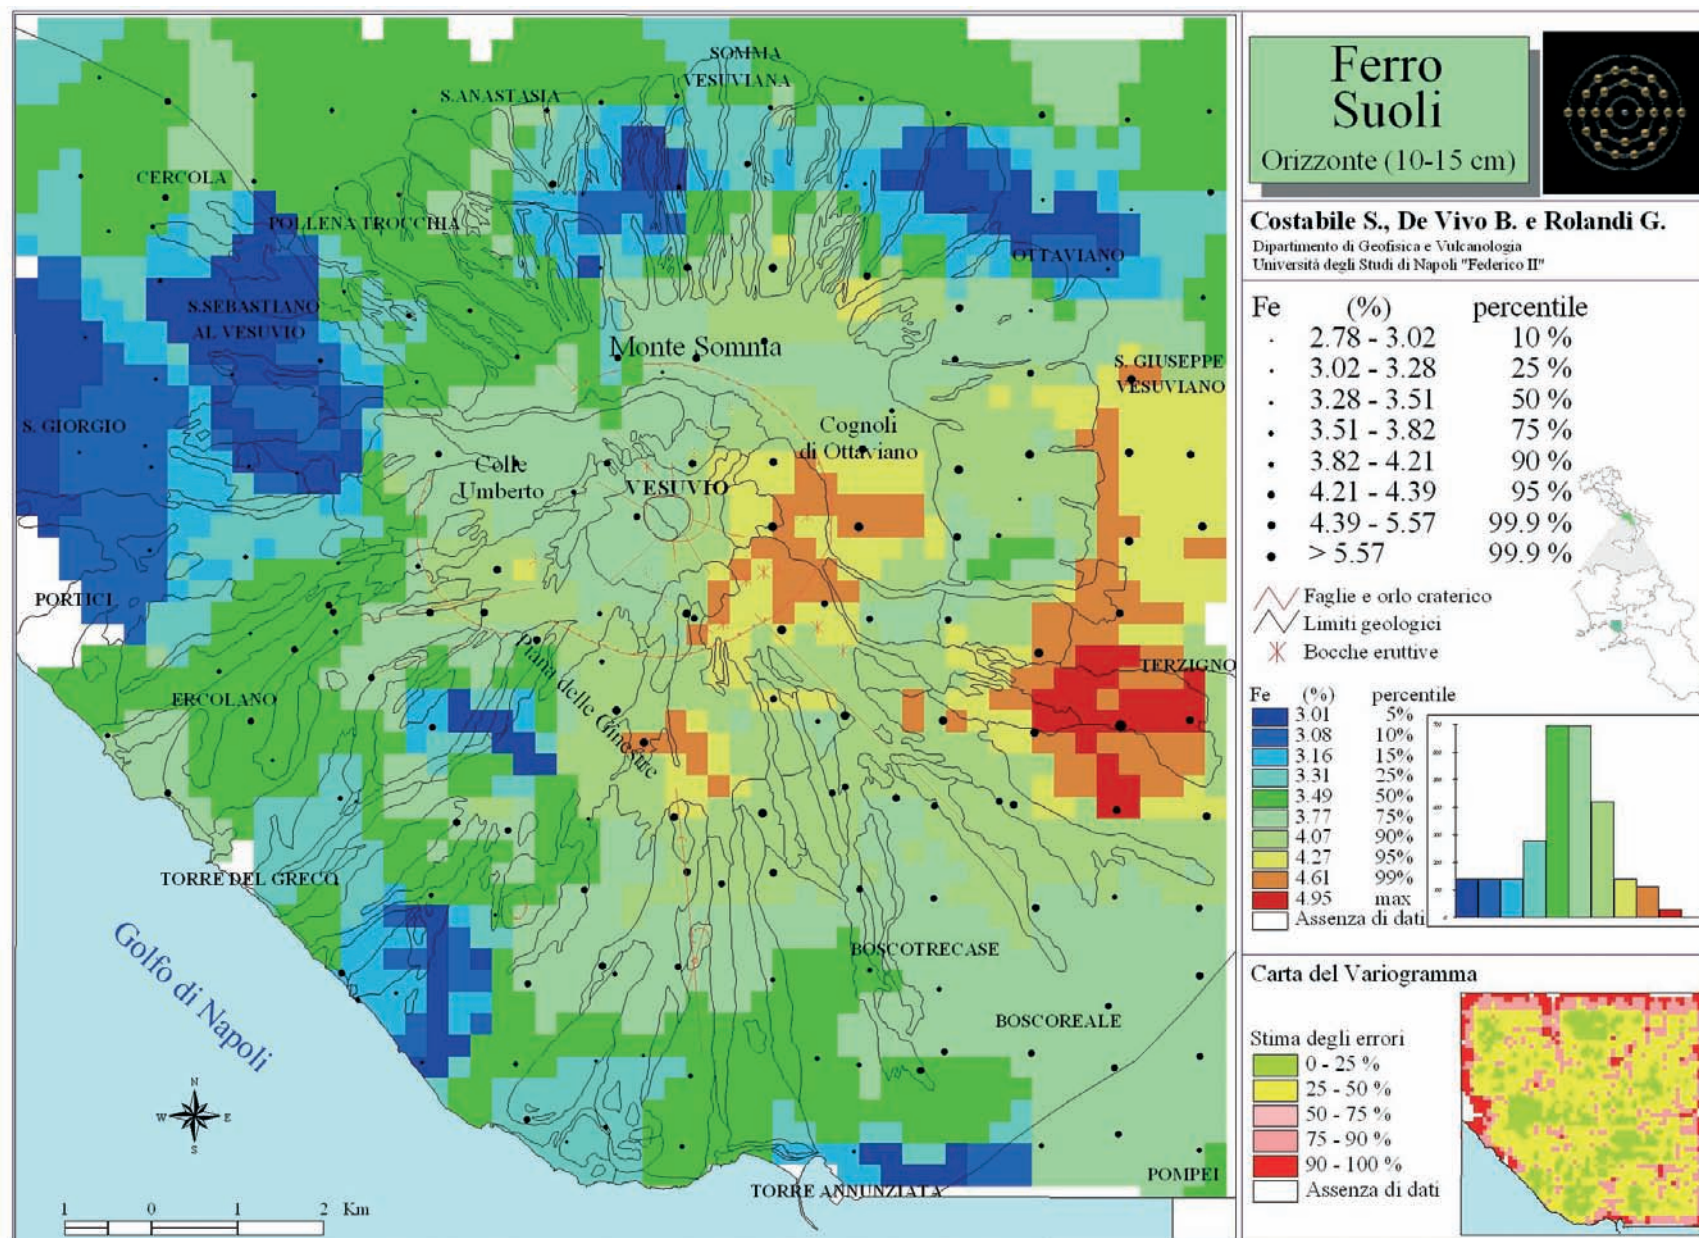 SOMMA
VESUVIANA
S.ANASTASIA
CERCOLA
POLLENA TROCCHIA
OTTAVIANO
S.SEBASTIANO
AL VESUVIO
Monte Somma
S. GIUSEPPE
VESUVIANO
S. GIORGIO
Cognoli
di Ottaviano
Colle
Umberto
VESUVIO
PORTICI
Piana delle Ginestre
TERZIGNO
ERCOLANO
TORRE DEL GRECO
Golfo di Napoli
BOSCOTRECASE
BOSCOREALE
N
W E
S
POMPEI
TORRE ANNUNZIATA
1 0 1 2 Km
Ferro
Suoli
Orizzonte (10-15 cm)
Costabile S., De Vivo B. e Rolandi G.
Dipartimento di Geofisica e Vulcanologia
Università degli Studi di Napoli "Federico II"
Fe (%) percentile
2.78 - 3.02 10 %
3.02 - 3.28 25 %
3.28 - 3.51 50 %
3.51 - 3.82 75 %
3.82 - 4.21 90 %
4.21 - 4.39 95 %
4.39 - 5.57 99.9 %
> 5.57 99.9 %
Faglie e orlo craterico
Limiti geologici
Bocche eruttive
Fe (%) percentile
3.01 5%
3.08 10%
3.16 15%
3.31 25%
3.49 50%
3.77 75%
4.07 90%
4.27 95%
4.61 99%
4.95 max
Assenza di dati
Carta del Variogramma
Stima degli errori
0 - 25 %
25 - 50 %
50 - 75 %
75 - 90 %
90 - 100 %
Assenza di dati